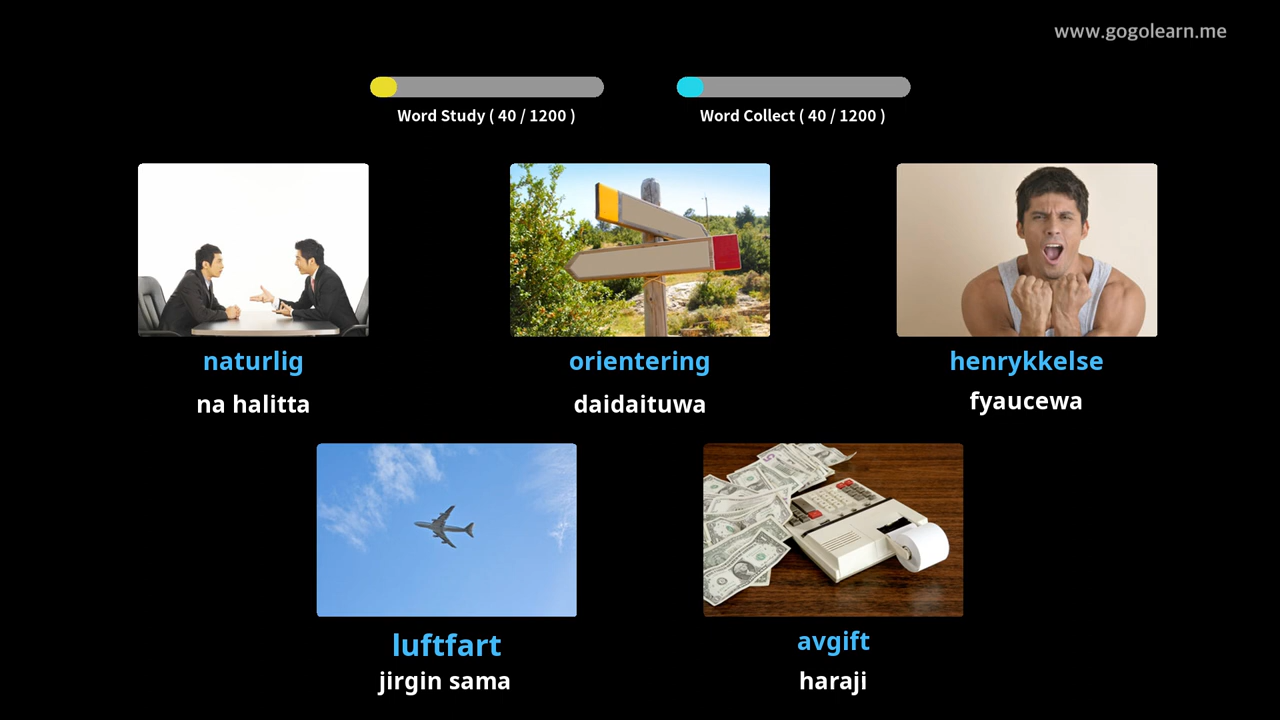 www.gogolearn.me
Word Study ( 40 / 1200 )
Word Collect ( 40 / 1200 )
naturlig
na halitta
orientering
daidaituwa
henrykkelse
fyaucewa
luftfart
jirgin sama
avgift
haraji